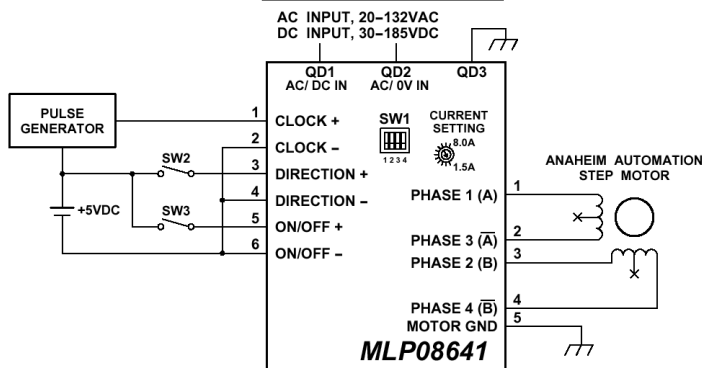 AC INPUT, 20–132VAC
DC INPUT, 30–185VDC
QD1
AC/ DC IN
QD2
AC/ 0V IN
QD3
PULSE
GENERATOR
1
CLOCK +
2
CLOCK –
SW1
1 2 3 4
CURRENT
SETTING
8.0A
1.5A
SW2
3
DIRECTION +
4
DIRECTION –
+5VDC
SW3
5
ON/OFF +
6
ON/OFF –
ANAHEIM AUTOMATION
STEP MOTOR
PHASE 1 (A)
1
PHASE 3 (A̅)
2
PHASE 2 (B)
3
PHASE 4 (B̅)
4
MOTOR GND
5
MLP08641